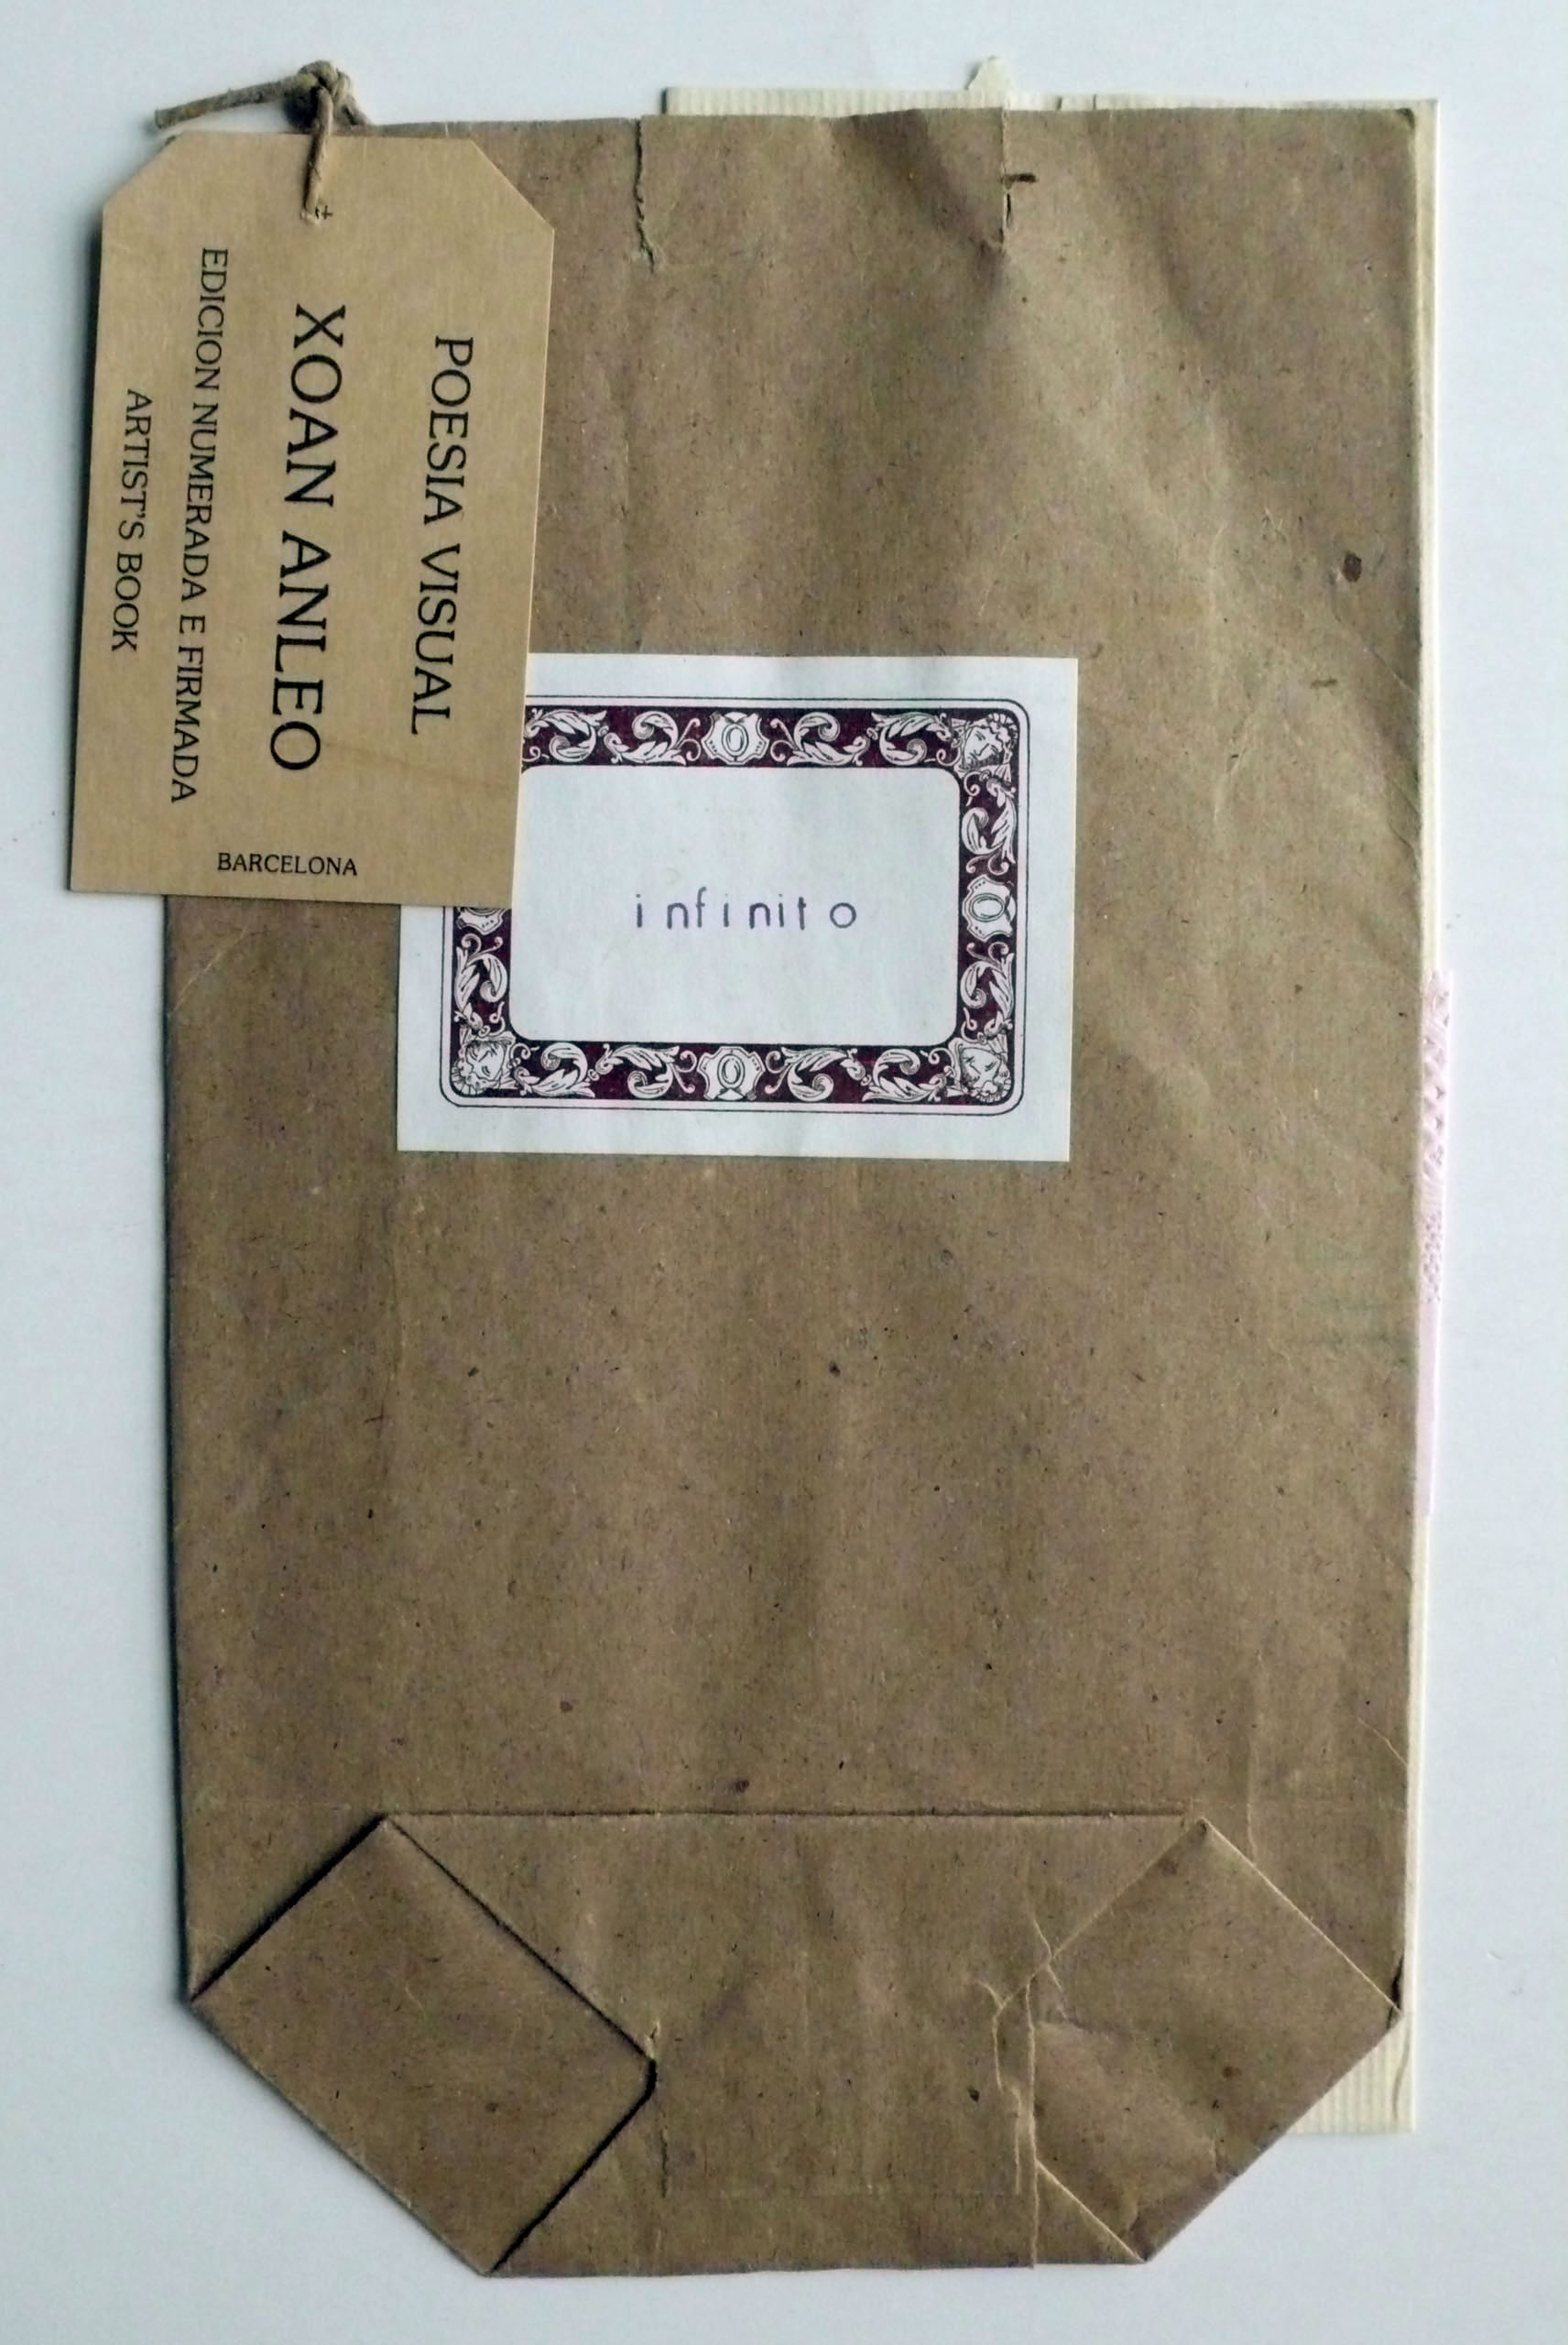 POESIA VISUAL
XOAN ANLEO
EDICION NUMERADA E FIRMADA
ARTIST'S BOOK
BARCELONA
infinito